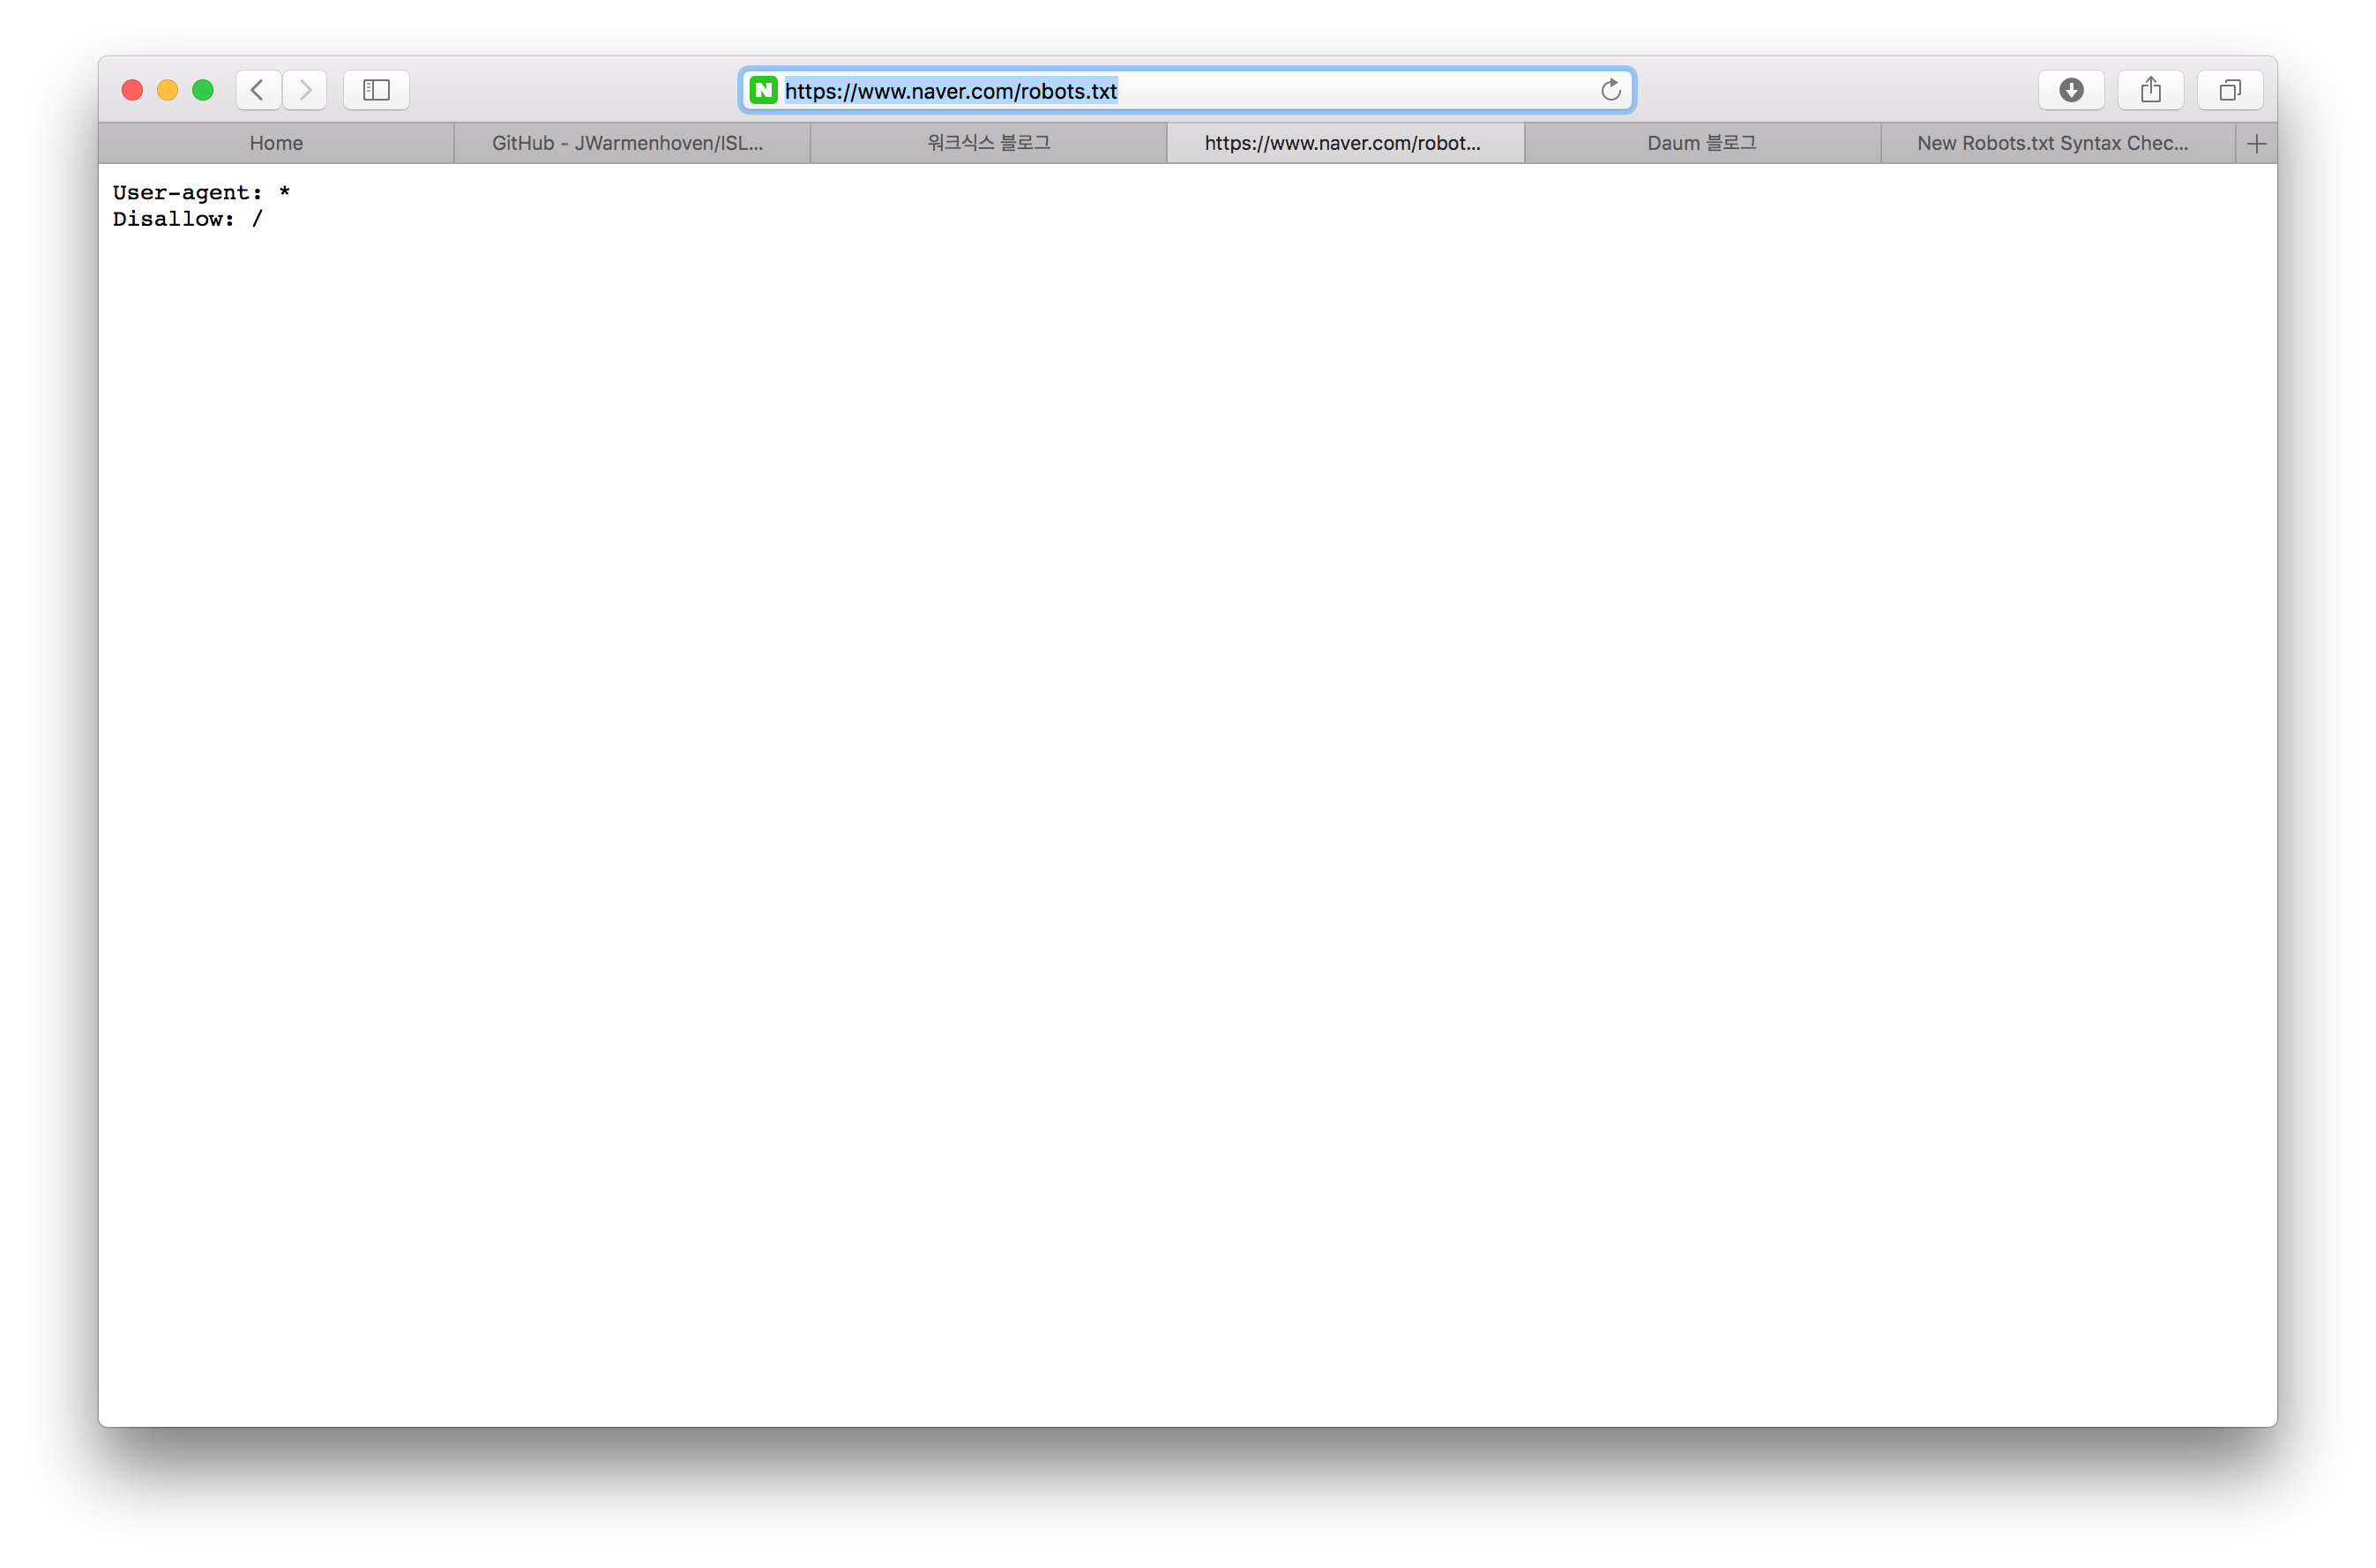 https://www.naver.com/robots.txt
Home
GitHub - JWarmenhoven/ISL...
워크식스 블로그
https://www.naver.com/robot...
Daum 블로그
New Robots.txt Syntax Chec...
User-agent: *
Disallow: /